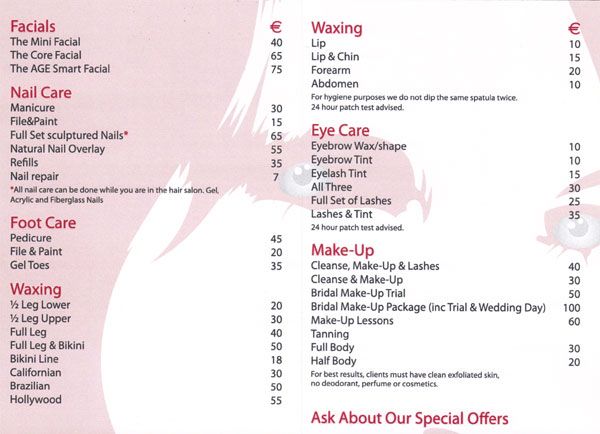 Facials €
The Mini Facial 40
The Core Facial 65
The AGE Smart Facial 75
Nail Care
Manicure 30
File&Paint 15
Full Set sculptured Nails* 65
Natural Nail Overlay 55
Refills 35
Nail repair 7
*All nail care can be done while you are in the hair salon. Gel,
Acrylic and Fiberglass Nails
Foot Care
Pedicure 45
File & Paint 20
Gel Toes 35
Waxing
½ Leg Lower 20
½ Leg Upper 30
Full Leg 40
Full Leg & Bikini 50
Bikini Line 18
Californian 30
Brazilian 50
Hollywood 55
Waxing €
Lip 10
Lip & Chin 15
Forearm 20
Abdomen 10
For hygiene purposes we do not dip the same spatula twice.
24 hour patch test advised.
Eye Care
Eyebrow Wax/shape 10
Eyebrow Tint 10
Eyelash Tint 15
All Three 30
Full Set of Lashes 25
Lashes & Tint 35
24 hour patch test advised.
Make-Up
Cleanse, Make-Up & Lashes 40
Cleanse & Make-Up 30
Bridal Make-Up Trial 50
Bridal Make-Up Package (inc Trial & Wedding Day) 100
Make-Up Lessons 60
Tanning
Full Body 30
Half Body 20
For best results, clients must have clean exfoliated skin,
no deodorant, perfume or cosmetics.
Ask About Our Special Offers